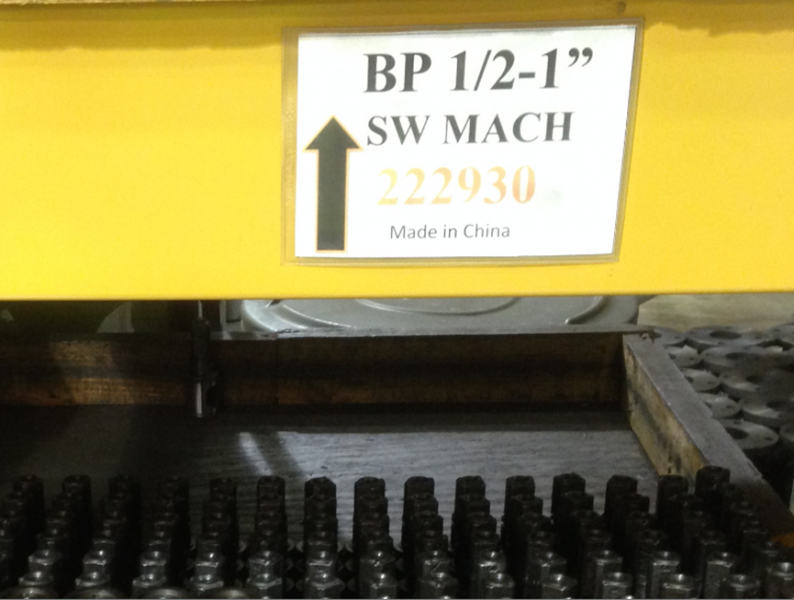 BP 1/2-1”
SW MACH
222930
Made in China